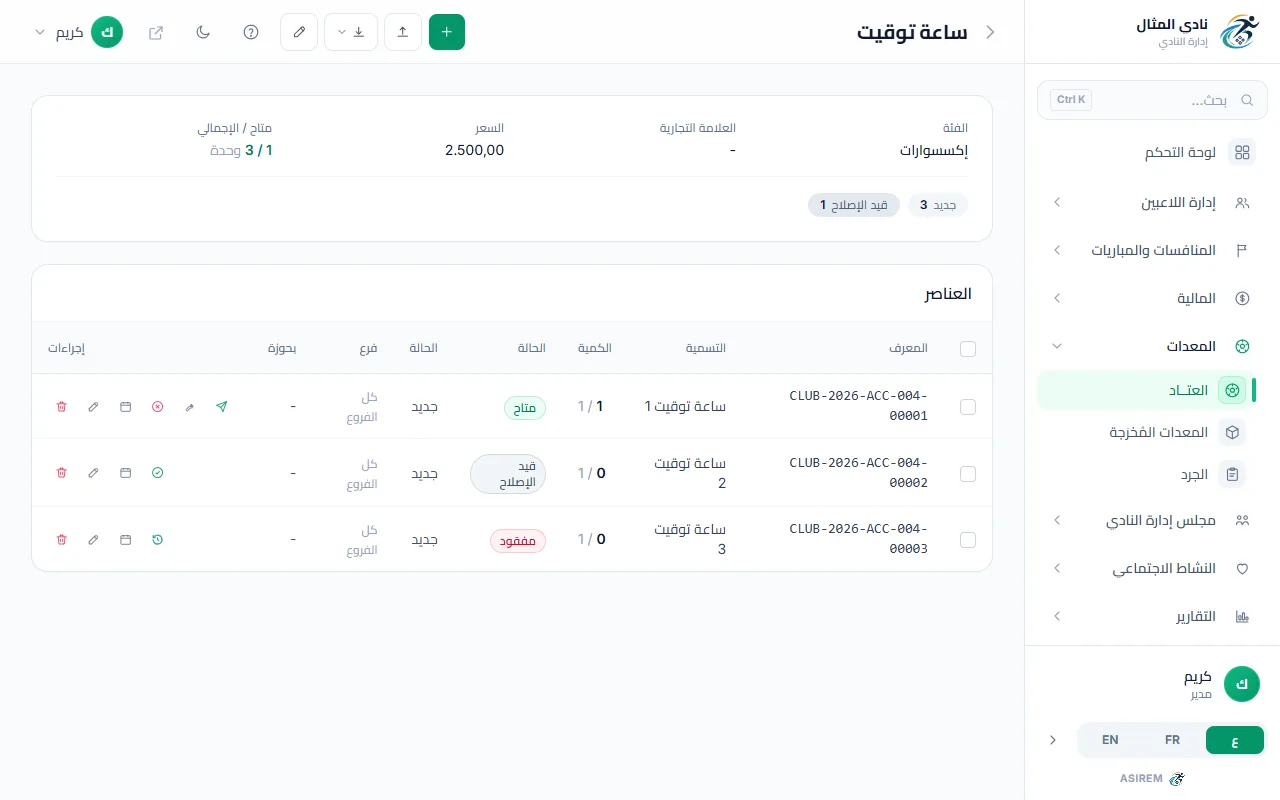 نادي المثال
إدارة النادي
بحث...
Ctrl K
لوحة التحكم
إدارة اللاعبين
المنافسات والمباريات
المالية
المعدات
العتـاد
المعدات المُخرجة
الجرد
مجلس إدارة النادي
النشاط الاجتماعي
التقارير
كريم
مدير
ع
FR
EN
ASIREM
ساعة توقيت
ك
كريم
الفئة
إكسسوارات
العلامة التجارية
-
السعر
2.500,00
متاح / الإجمالي
1 / 3 وحدة
جديد 3
قيد الإصلاح 1
العناصر
المعرف
التسمية
الكمية
الحالة
الحالة
فرع
بحوزة
إجراءات
CLUB-2026-ACC-004-
00001
ساعة توقيت 1
1 / 1
متاح
جديد
كل
الفروع
-
CLUB-2026-ACC-004-
00002
ساعة توقيت
2
0 / 1
قيد
الإصلاح
جديد
كل
الفروع
-
CLUB-2026-ACC-004-
00003
ساعة توقيت
3
0 / 1
مفقود
جديد
كل
الفروع
-
ك